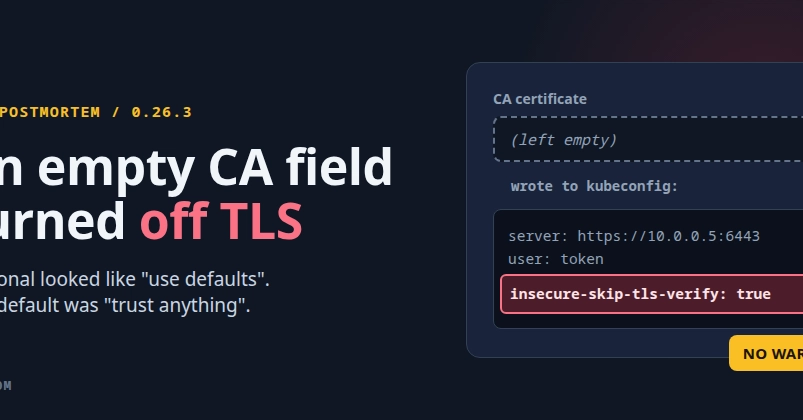 POSTMORTEM / 0.26.3
n empty CA field
urned off TLS
onal looked like "use defaults".
default was "trust anything".
OM
CA certificate
(left empty)
wrote to kubeconfig:
server: https://10.0.0.5:6443
user: token
insecure-skip-tls-verify: true
NO WAR